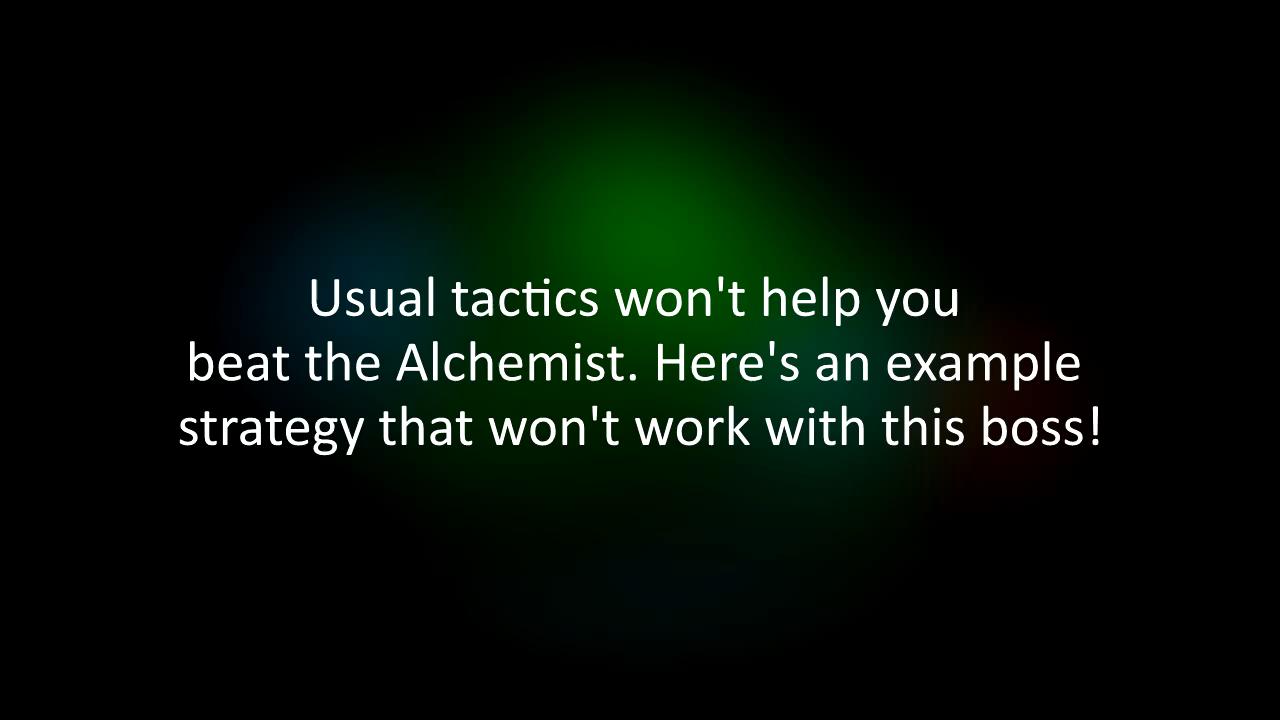 Usual tactics won't help you
beat the Alchemist. Here's an example
strategy that won't work with this boss!